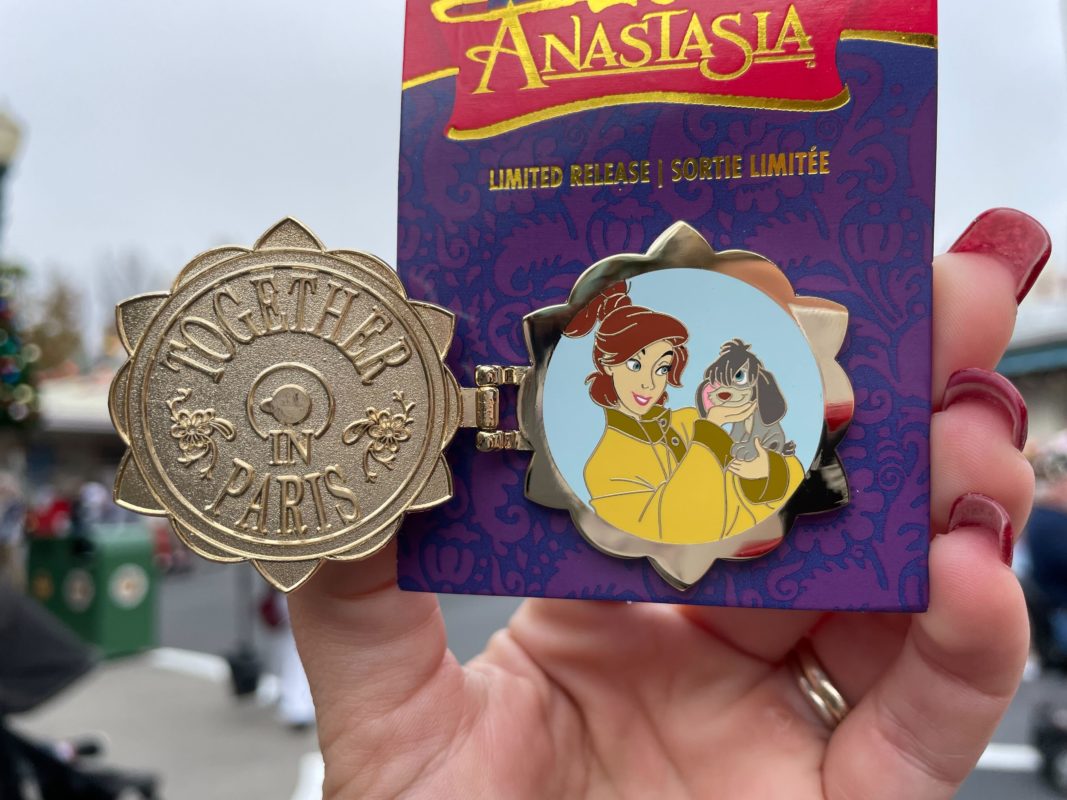 ANASTASIA
LIMITED RELEASE | SORTIE LIMITÉE
TOGETHER
IN
PARIS